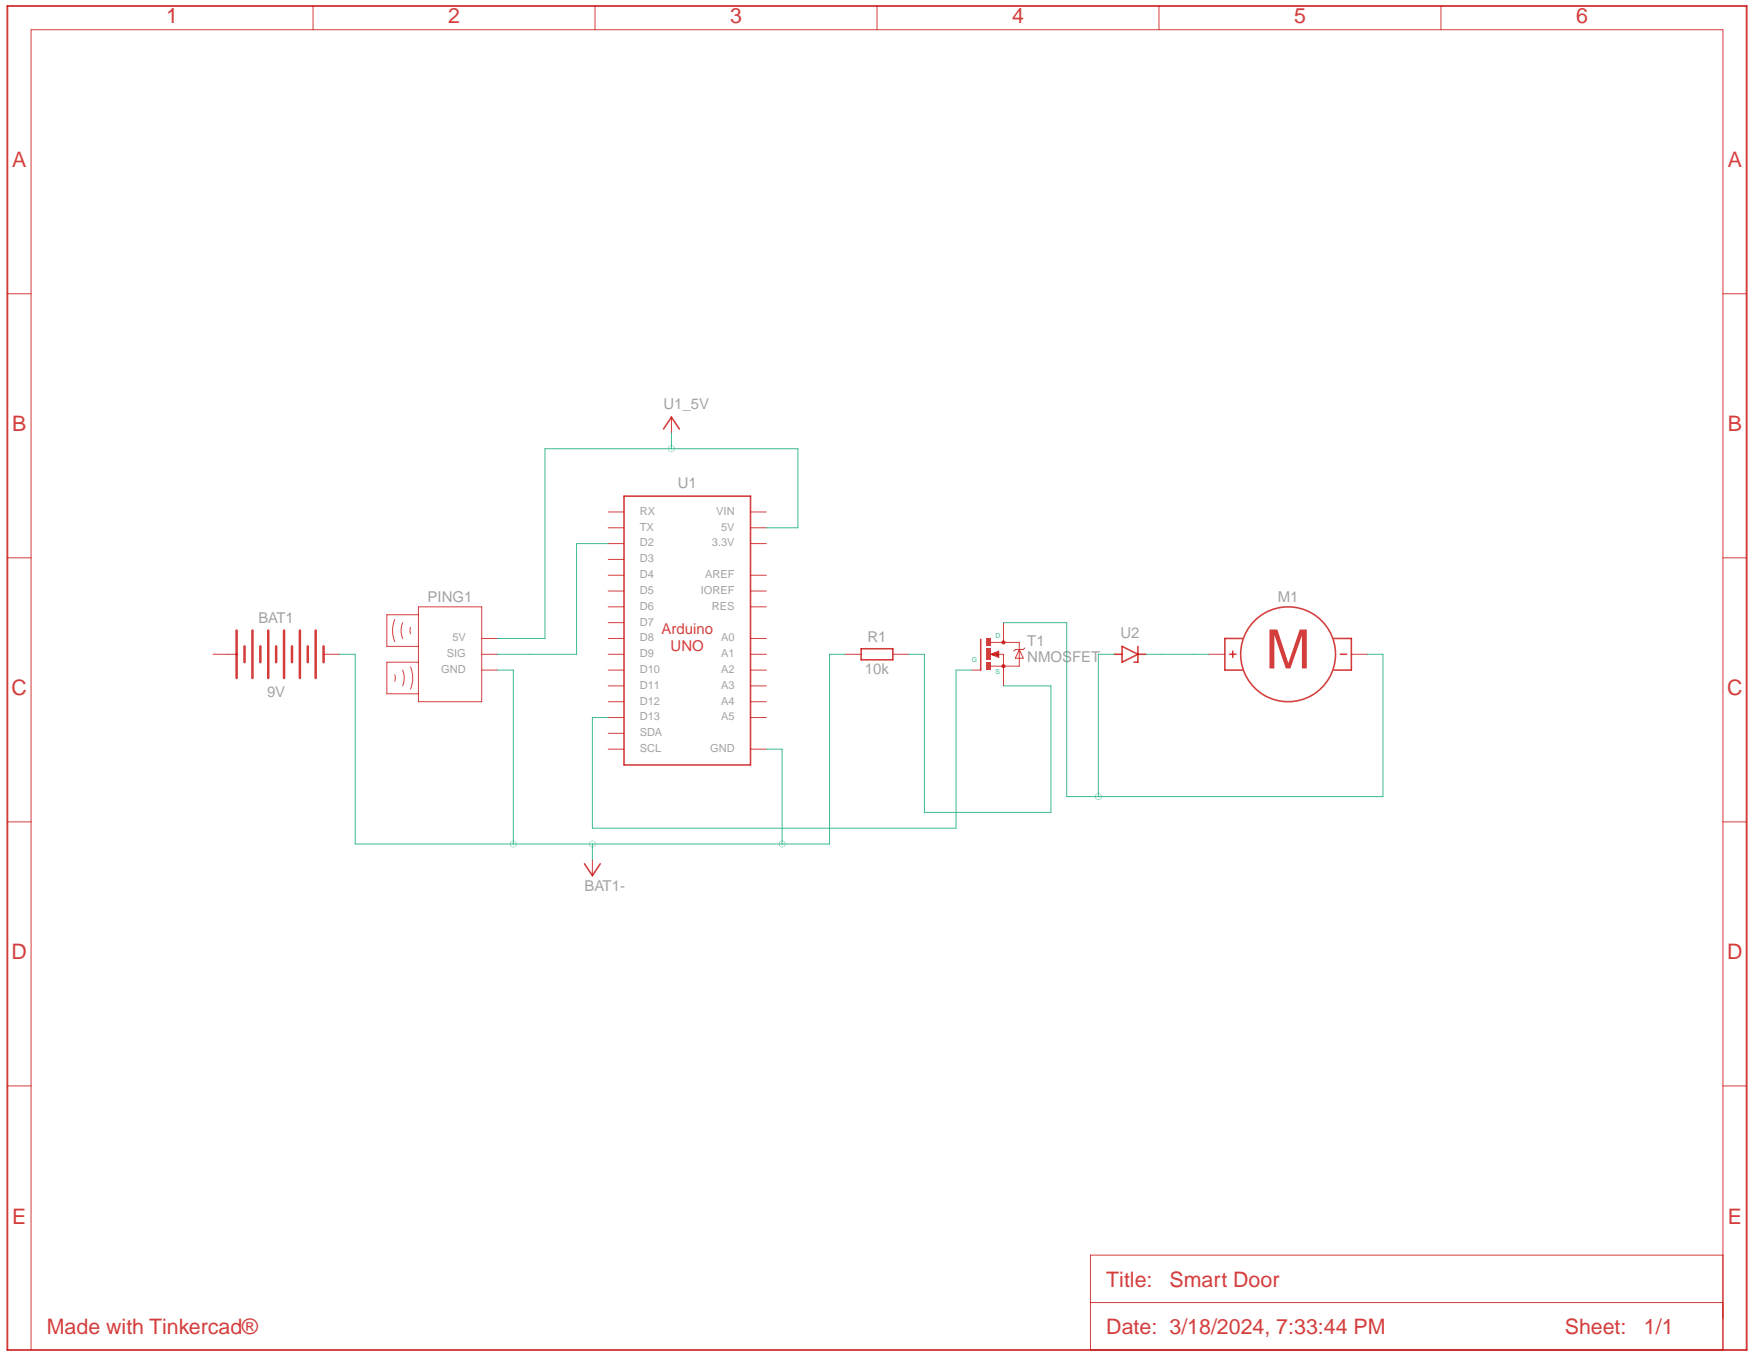 1 2 3 4 5 6
A A
B B
C C
D D
E E
U1_5V
U1
RX VIN
TX 5V
D2 3.3V
D3
D4 AREF
D5 IOREF
D6 RES
D7
D8 A0
D9 A1
D10 A2
D11 A3
D12 A4
D13 A5
SDA
SCL GND
Arduino
UNO
BAT1
9V
PING1
5V
SIG
GND
BAT1-
R1
10k
D
G
S
T1
NMOSFET
U2
M1
+ M -
Title: Smart Door
Date: 3/18/2024, 7:33:44 PM Sheet: 1/1
Made with Tinkercad®